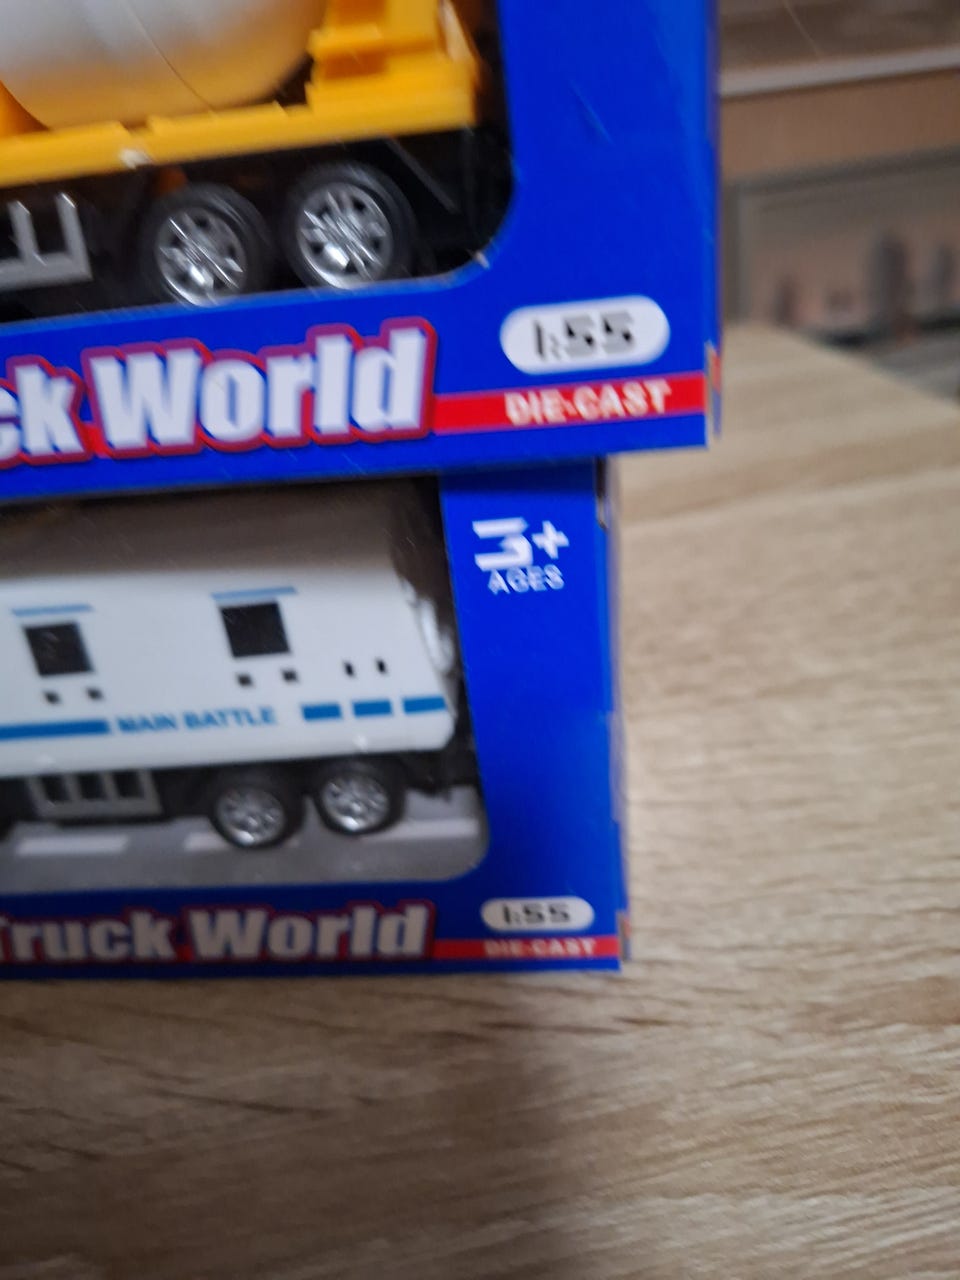 1:55
ck World
DIE-CAST
3+
AGES
MAIN BATTLE
1:55
Truck World
DIE-CAST